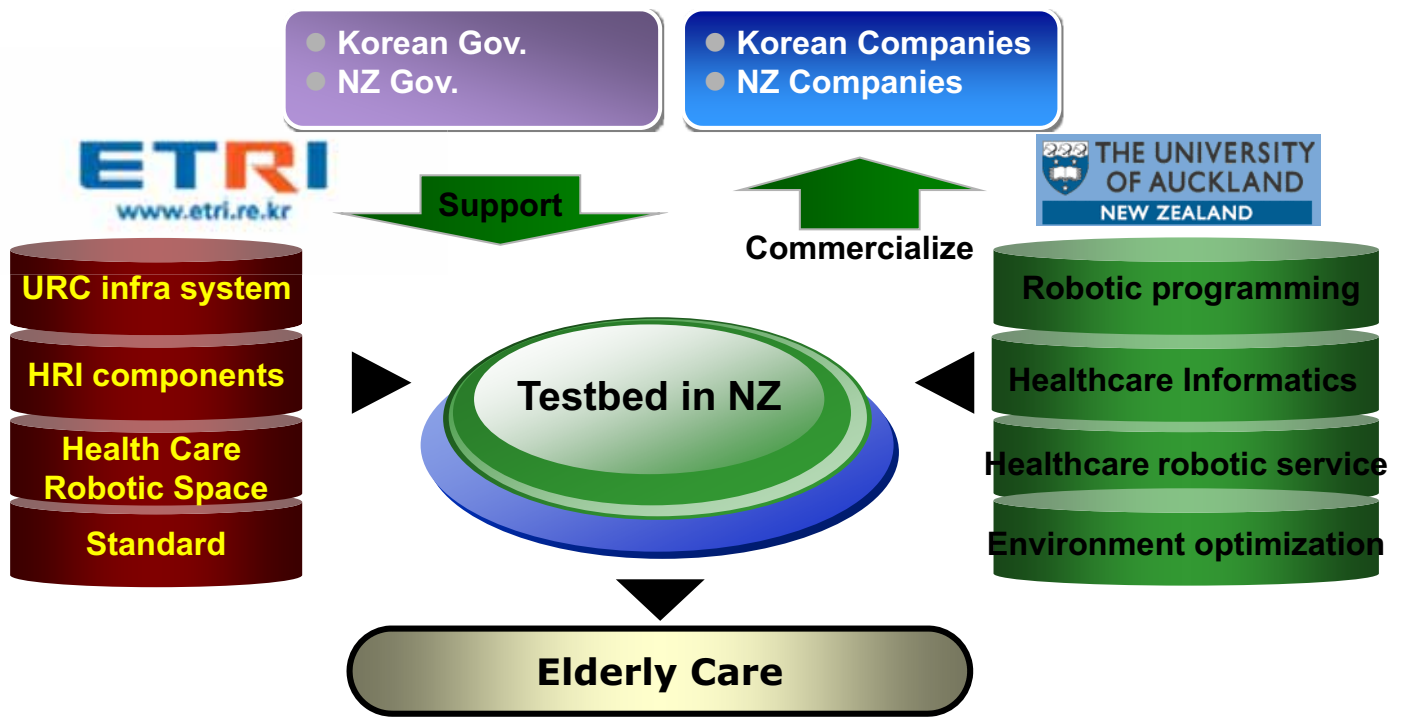 Korean Gov.
NZ Gov.
Korean Companies
NZ Companies
ETRI
www.etri.re.kr
Support
Commercialize
THE UNIVERSITY
OF AUCKLAND
NEW ZEALAND
URC infra system
HRI components
Health Care
Robotic Space
Standard
Testbed in NZ
Robotic programming
Healthcare Informatics
Healthcare robotic service
Environment optimization
Elderly Care